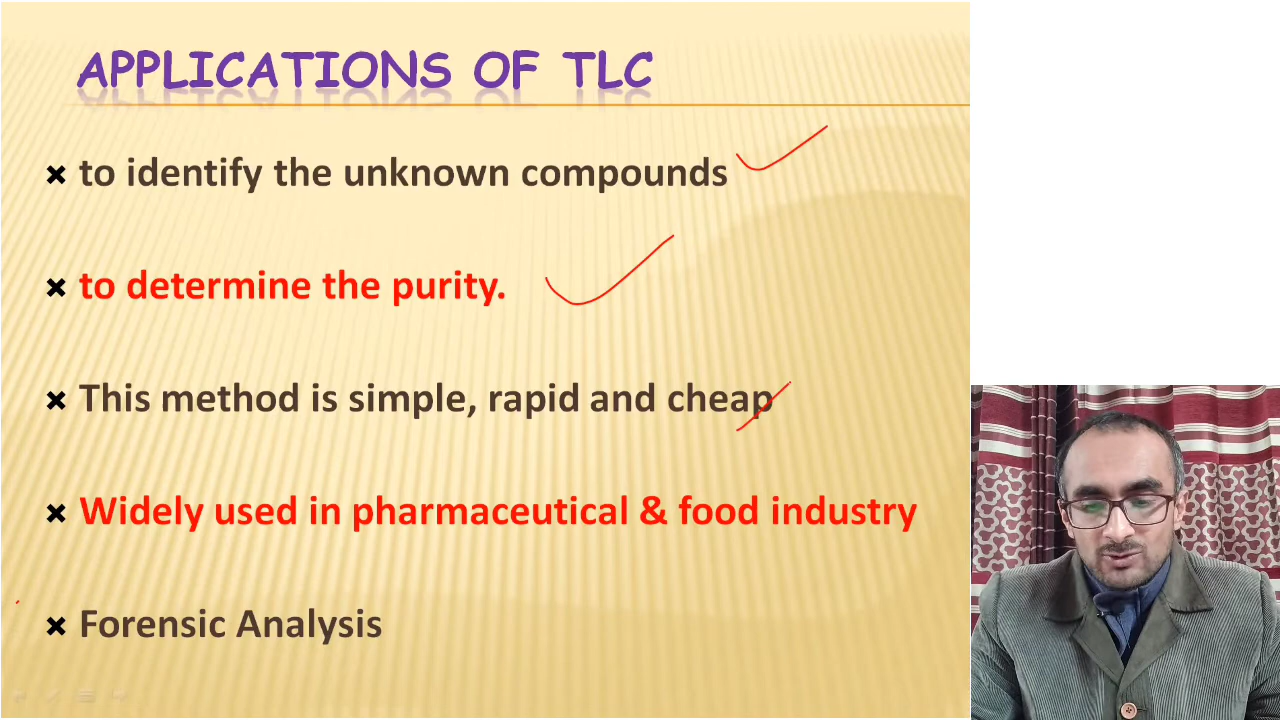 APPLICATIONS OF TLC
to identify the unknown compounds
to determine the purity.
This method is simple, rapid and cheap
Widely used in pharmaceutical & food industry
Forensic Analysis